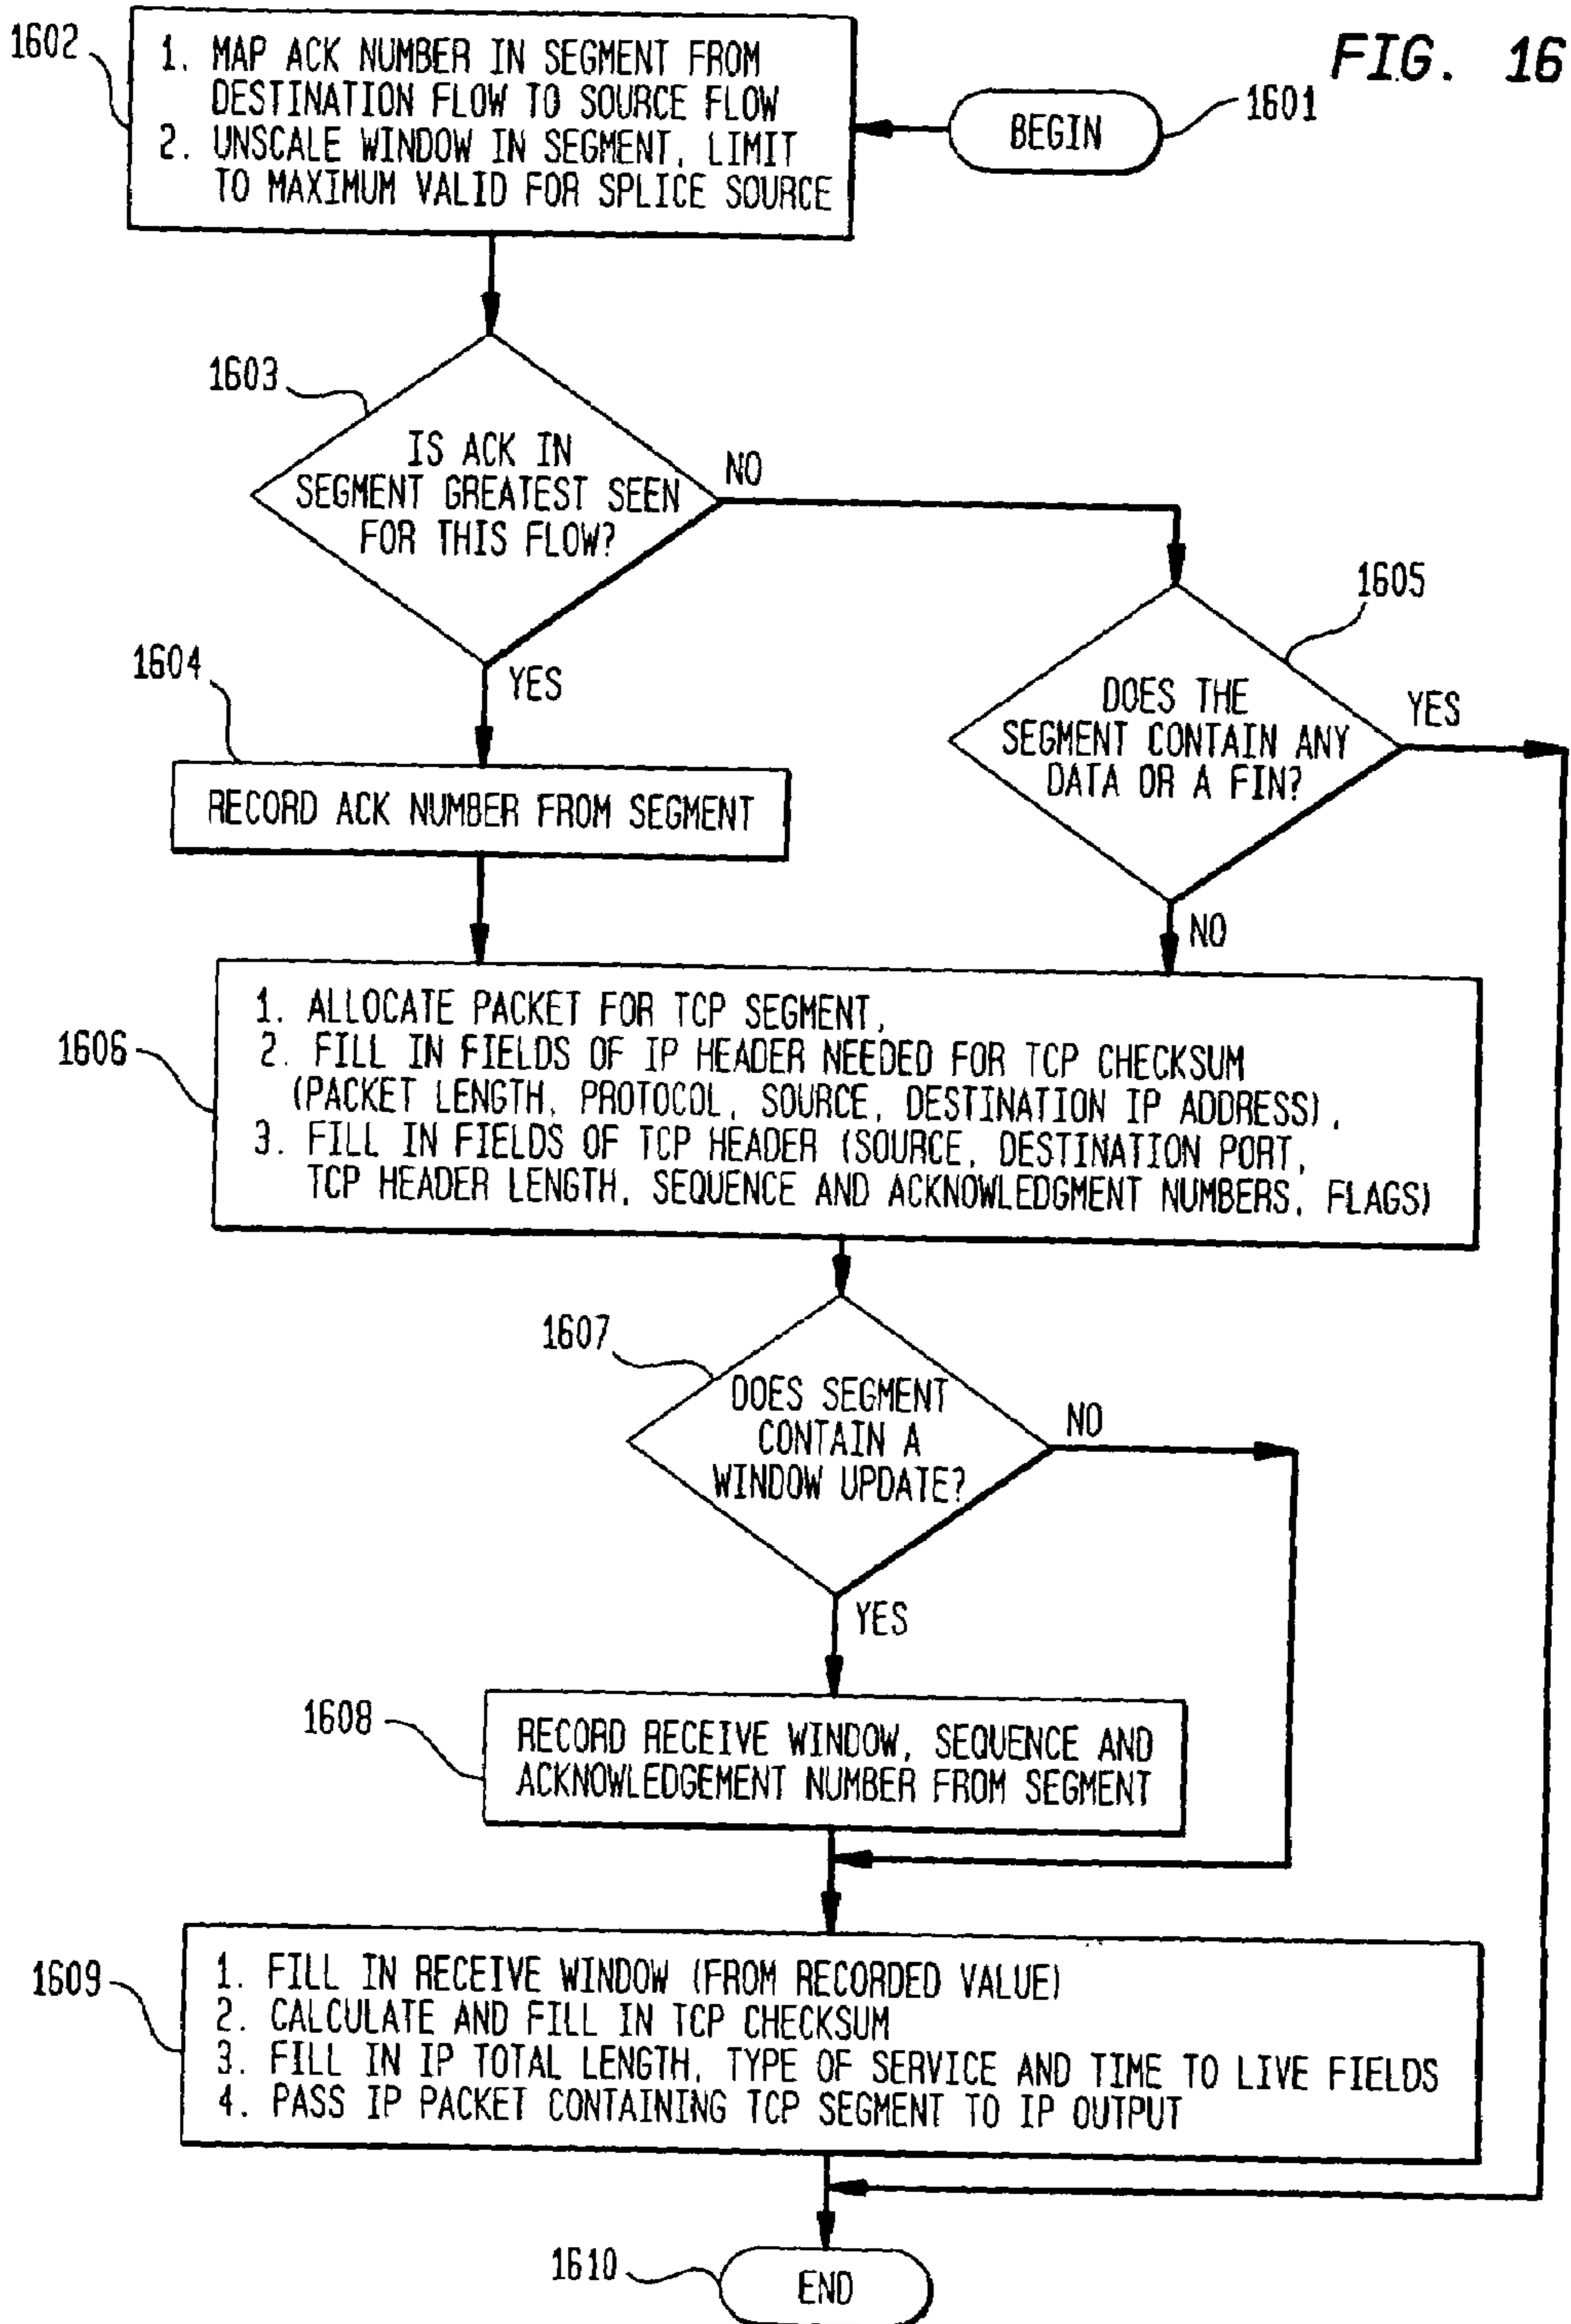 FIG. 16
1602
1. MAP ACK NUMBER IN SEGMENT FROM
DESTINATION FLOW TO SOURCE FLOW
2. UNSCALE WINDOW IN SEGMENT, LIMIT
TO MAXIMUM VALID FOR SPLICE SOURCE
BEGIN
1601
1603
IS ACK IN
SEGMENT GREATEST SEEN
FOR THIS FLOW?
NO
YES
1605
DOES THE
SEGMENT CONTAIN ANY
DATA OR A FIN?
YES
NO
1604
RECORD ACK NUMBER FROM SEGMENT
1606
1. ALLOCATE PACKET FOR TCP SEGMENT,
2. FILL IN FIELDS OF IP HEADER NEEDED FOR TCP CHECKSUM
(PACKET LENGTH, PROTOCOL, SOURCE, DESTINATION IP ADDRESS),
3. FILL IN FIELDS OF TCP HEADER (SOURCE, DESTINATION PORT,
TCP HEADER LENGTH, SEQUENCE AND ACKNOWLEDGMENT NUMBERS, FLAGS)
1607
DOES SEGMENT
CONTAIN A
WINDOW UPDATE?
NO
YES
1608
RECORD RECEIVE WINDOW, SEQUENCE AND
ACKNOWLEDGEMENT NUMBER FROM SEGMENT
1609
1. FILL IN RECEIVE WINDOW (FROM RECORDED VALUE)
2. CALCULATE AND FILL IN TCP CHECKSUM
3. FILL IN IP TOTAL LENGTH, TYPE OF SERVICE AND TIME TO LIVE FIELDS
4. PASS IP PACKET CONTAINING TCP SEGMENT TO IP OUTPUT
1610
END